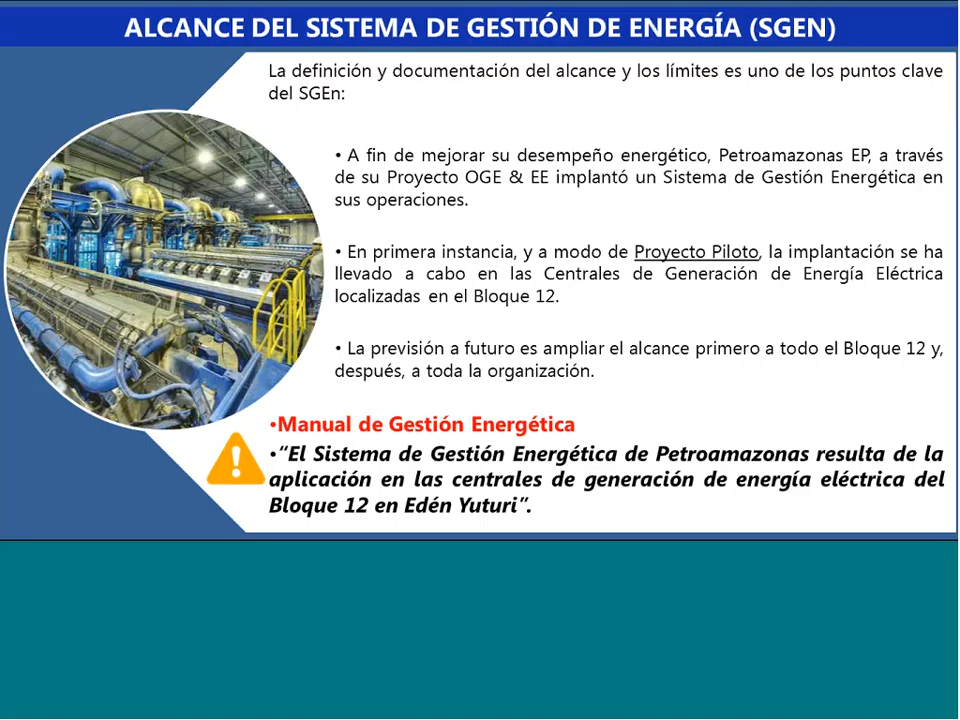 ALCANCE DEL SISTEMA DE GESTIÓN DE ENERGÍA (SGEN)
La definición y documentación del alcance y los límites es uno de los puntos clave
del SGEn:
• A fin de mejorar su desempeño energético, Petroamazonas EP, a través
de su Proyecto OGE & EE implantó un Sistema de Gestión Energética en
sus operaciones.
• En primera instancia, y a modo de Proyecto Piloto, la implantación se ha
llevado a cabo en las Centrales de Generación de Energía Eléctrica
localizadas en el Bloque 12.
• La previsión a futuro es ampliar el alcance primero a todo el Bloque 12 y,
después, a toda la organización.
•Manual de Gestión Energética
•“El Sistema de Gestión Energética de Petroamazonas resulta de la
aplicación en las centrales de generación de energía eléctrica del
Bloque 12 en Edén Yuturi”.